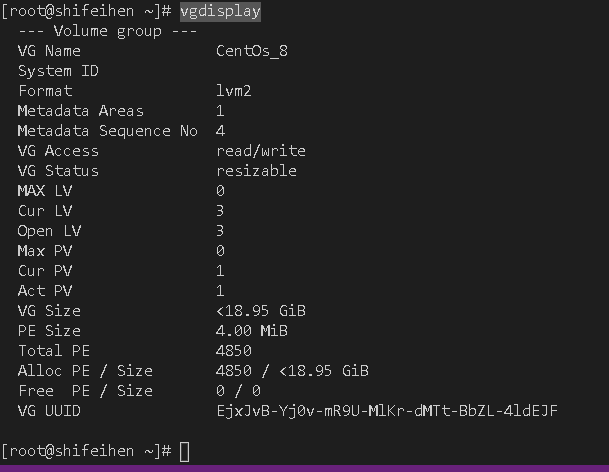 [root@shifeihen ~]# vgdisplay
--- Volume group ---
VG Name CentOs_8
System ID
Format lvm2
Metadata Areas 1
Metadata Sequence No 4
VG Access read/write
VG Status resizable
MAX LV 0
Cur LV 3
Open LV 3
Max PV 0
Cur PV 1
Act PV 1
VG Size <18.95 GiB
PE Size 4.00 MiB
Total PE 4850
Alloc PE / Size 4850 / <18.95 GiB
Free  PE / Size 0 / 0
VG UUID EjxJvB-Yj0v-mR9U-MlKr-dMTt-BbZL-4ldEJF
[root@shifeihen ~]#